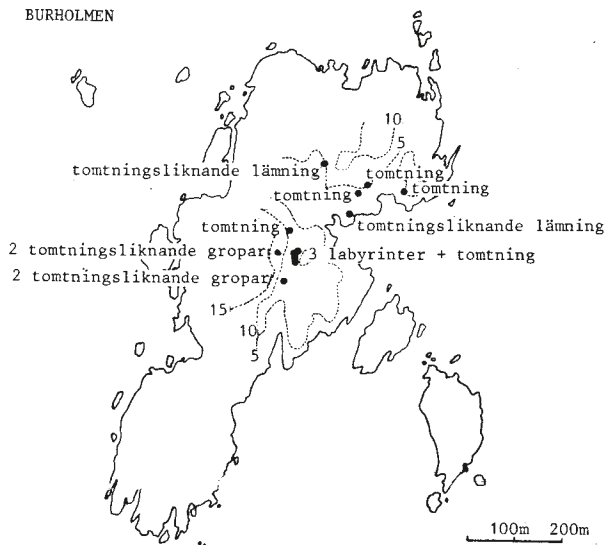 BURHOLMEN
10
5
tomtningsliknande lämning
tomtning
tomtning
tomtning
tomtningsliknande lämning
tomtning
2 tomtningsliknande gropar
3 labyrinter + tomtning
2 tomtningsliknande gropar
15
10
5
100m 200m